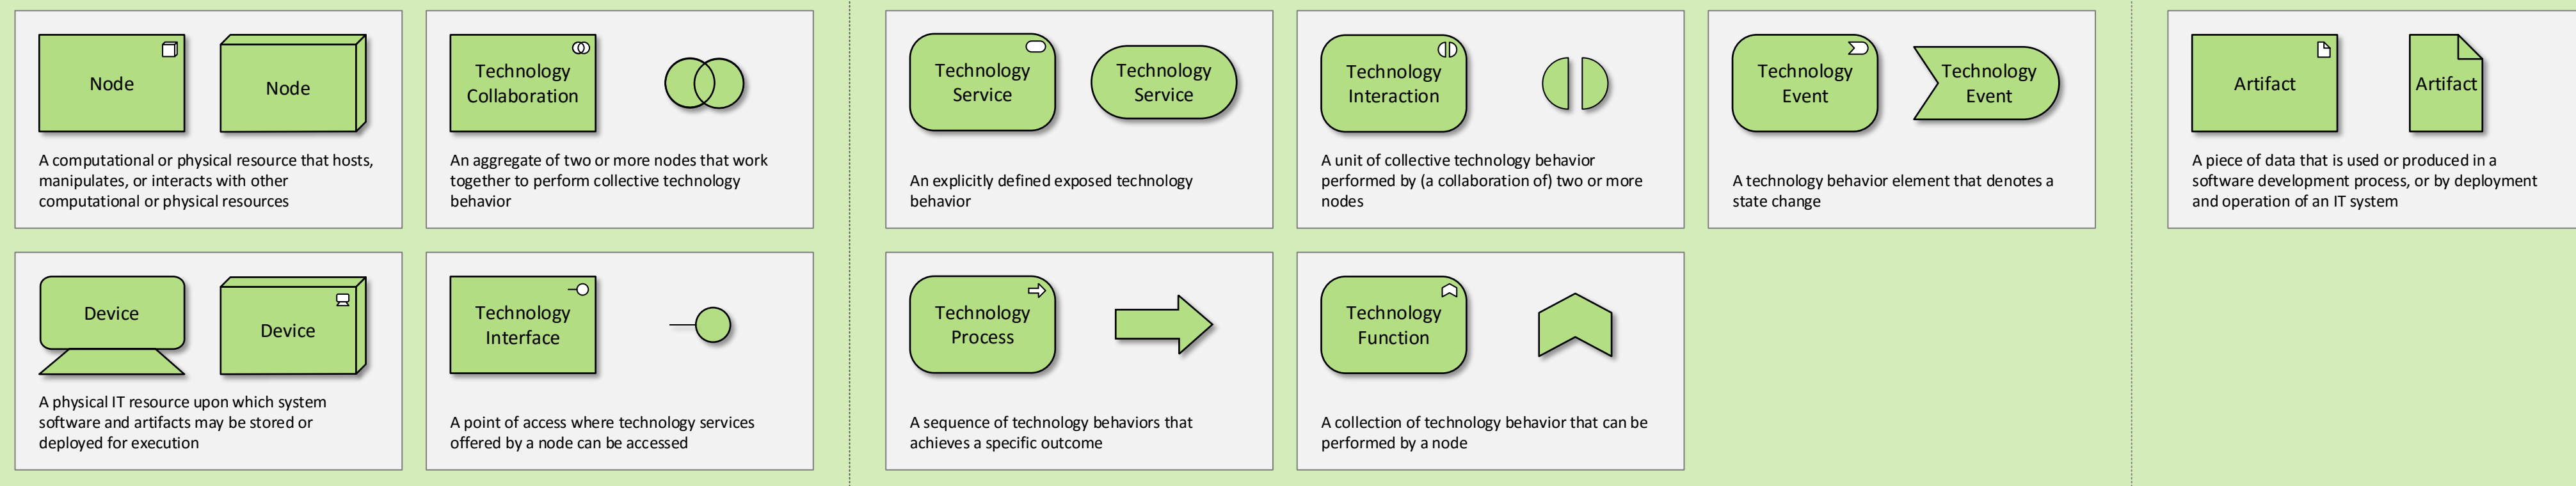 Node
Node
A computational or physical resource that hosts,
manipulates, or interacts with other
computational or physical resources
Technology
Collaboration
An aggregate of two or more nodes that work
together to perform collective technology
behavior
Technology
Service
Technology
Service
An explicitly defined exposed technology
behavior
Technology
Interaction
A unit of collective technology behavior
performed by (a collaboration of) two or more
nodes
Technology
Event
Technology
Event
A technology behavior element that denotes a
state change
Artifact
Artifact
A piece of data that is used or produced in a
software development process, or by deployment
and operation of an IT system
Device
Device
A physical IT resource upon which system
software and artifacts may be stored or
deployed for execution
Technology
Interface
A point of access where technology services
offered by a node can be accessed
Technology
Process
A sequence of technology behaviors that
achieves a specific outcome
Technology
Function
A collection of technology behavior that can be
performed by a node